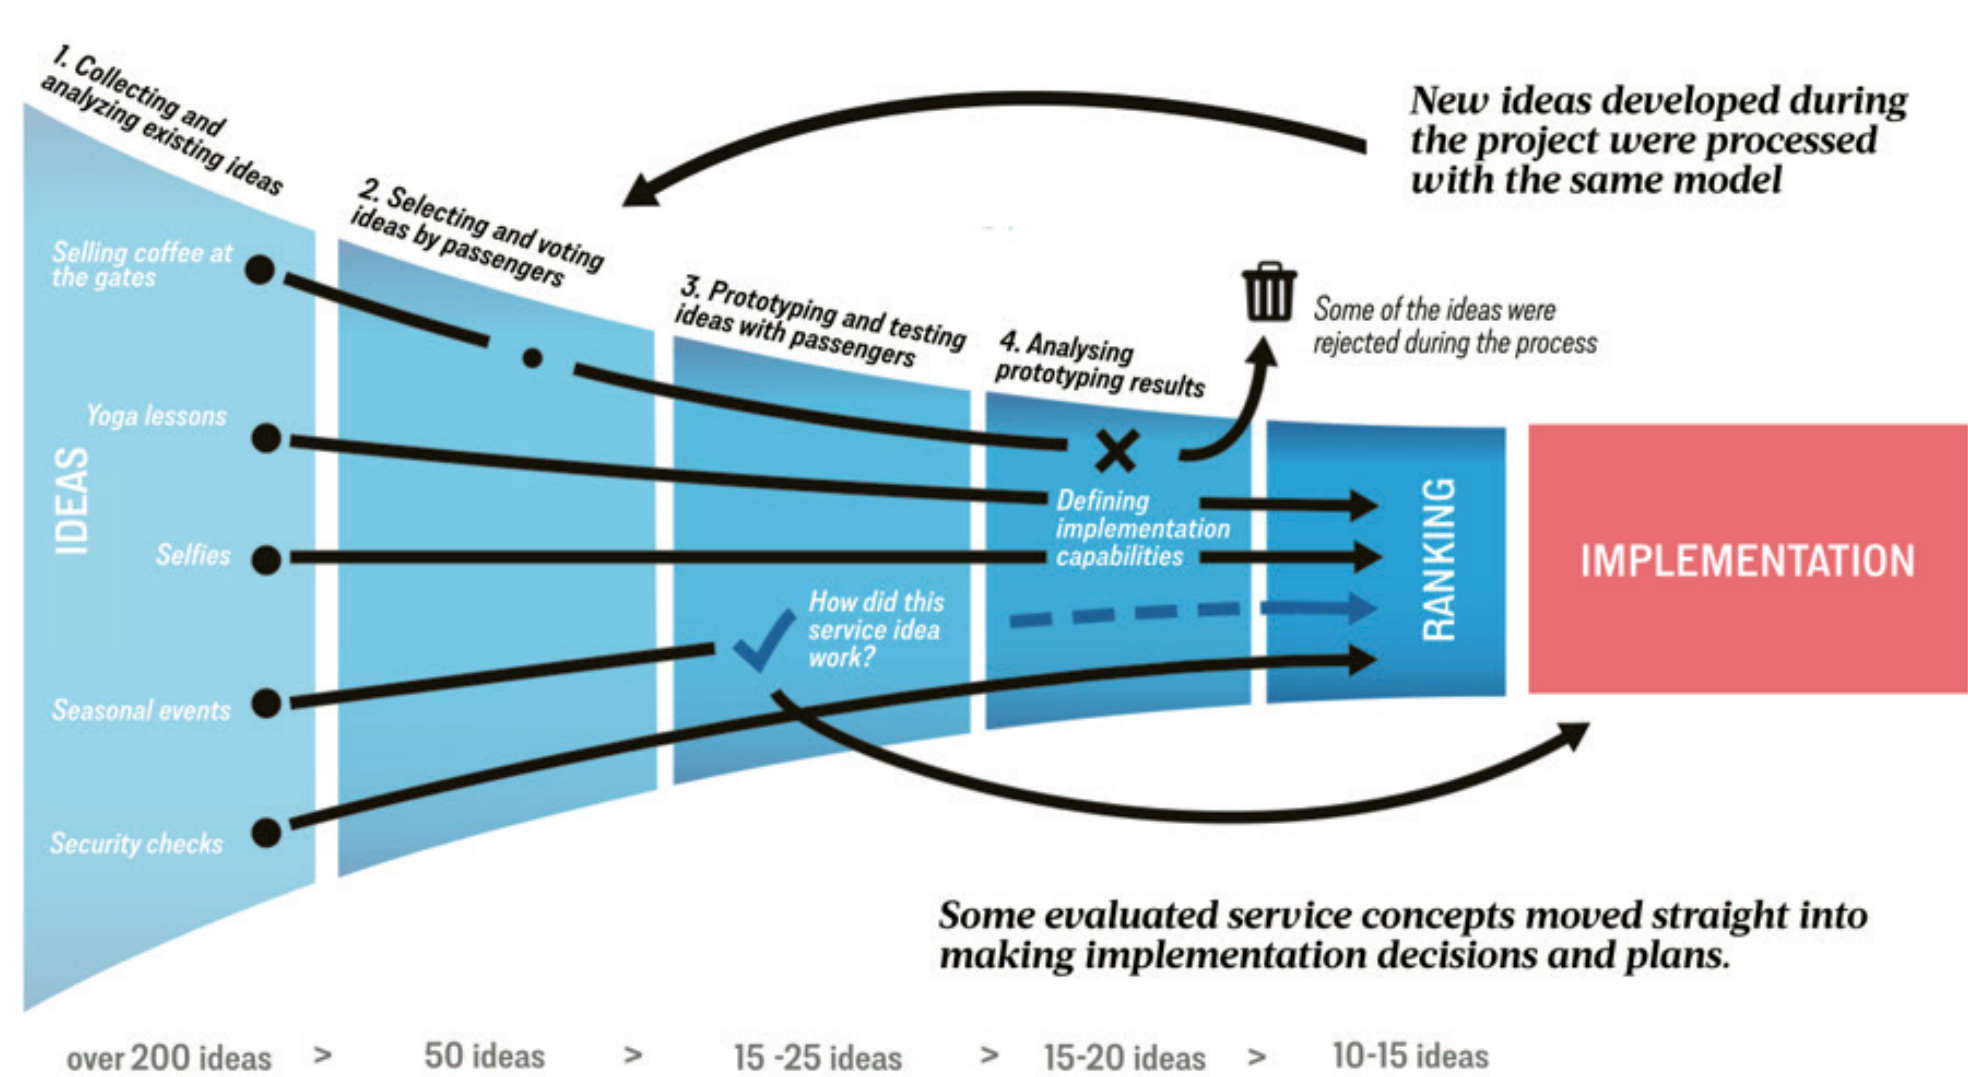 1. Collecting and
analyzing existing ideas
2. Selecting and voting
ideas by passengers
3. Prototyping and testing
ideas with passengers
4. Analysing
prototyping results
New ideas developed during
the project were processed
with the same model
Some of the ideas were
rejected during the process
Selling coffee at
the gates
Yoga lessons
IDEAS
Selfies
Seasonal events
Security checks
Defining
implementation
capabilities
How did this
service idea
work?
RANKING
IMPLEMENTATION
Some evaluated service concepts moved straight into
making implementation decisions and plans.
over 200 ideas > 50 ideas > 15 -25 ideas > 15-20 ideas > 10-15 ideas